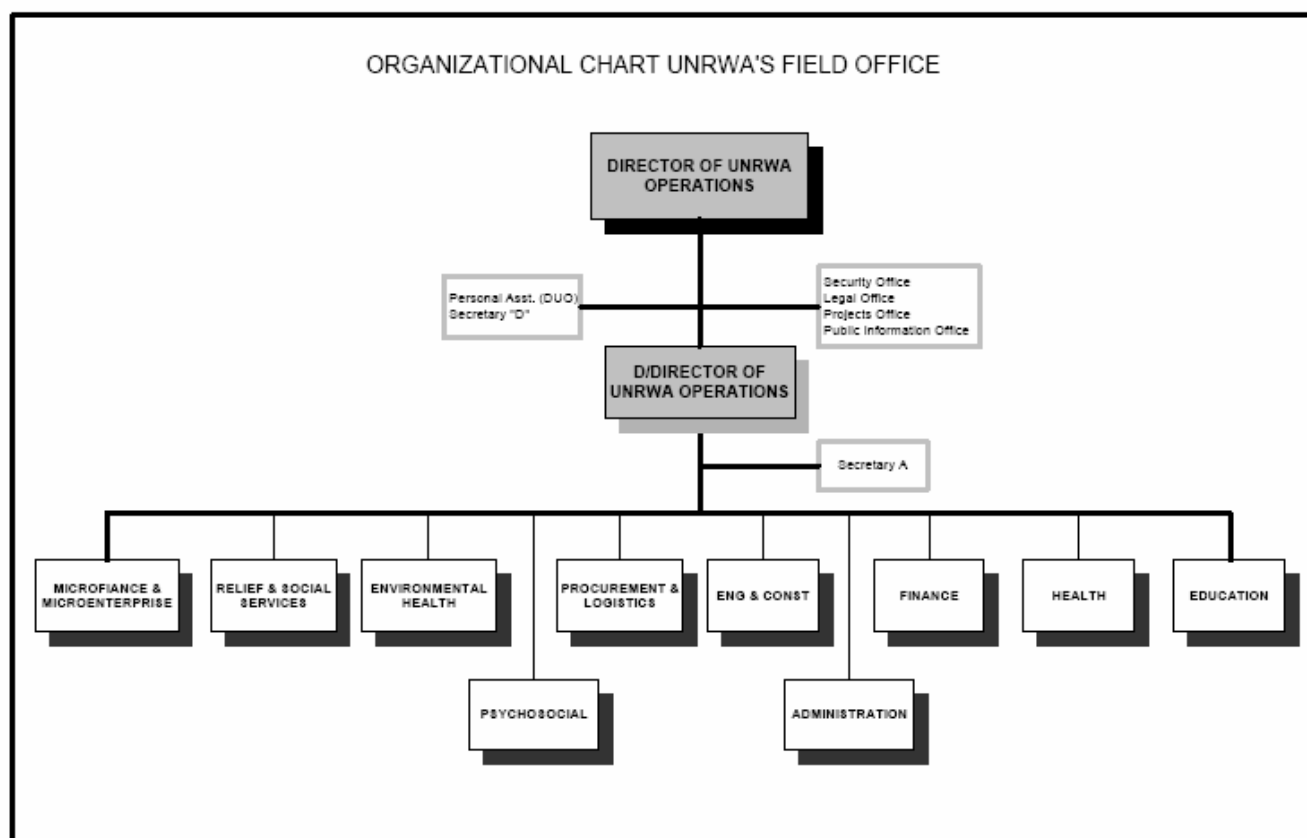 ORGANIZATIONAL CHART UNRWA'S FIELD OFFICE
DIRECTOR OF UNRWA
OPERATIONS
Personal Asst. (DUO)
Secretary "D"
Security Office
Legal Office
Projects Office
Public Information Office
D/DIRECTOR OF
UNRWA OPERATIONS
Secretary A
MICROFIANCE &
MICROENTERPRISE
RELIEF & SOCIAL
SERVICES
ENVIRONMENTAL
HEALTH
PROCUREMENT &
LOGISTICS
ENG & CONST
FINANCE
HEALTH
EDUCATION
PSYCHOSOCIAL
ADMINISTRATION